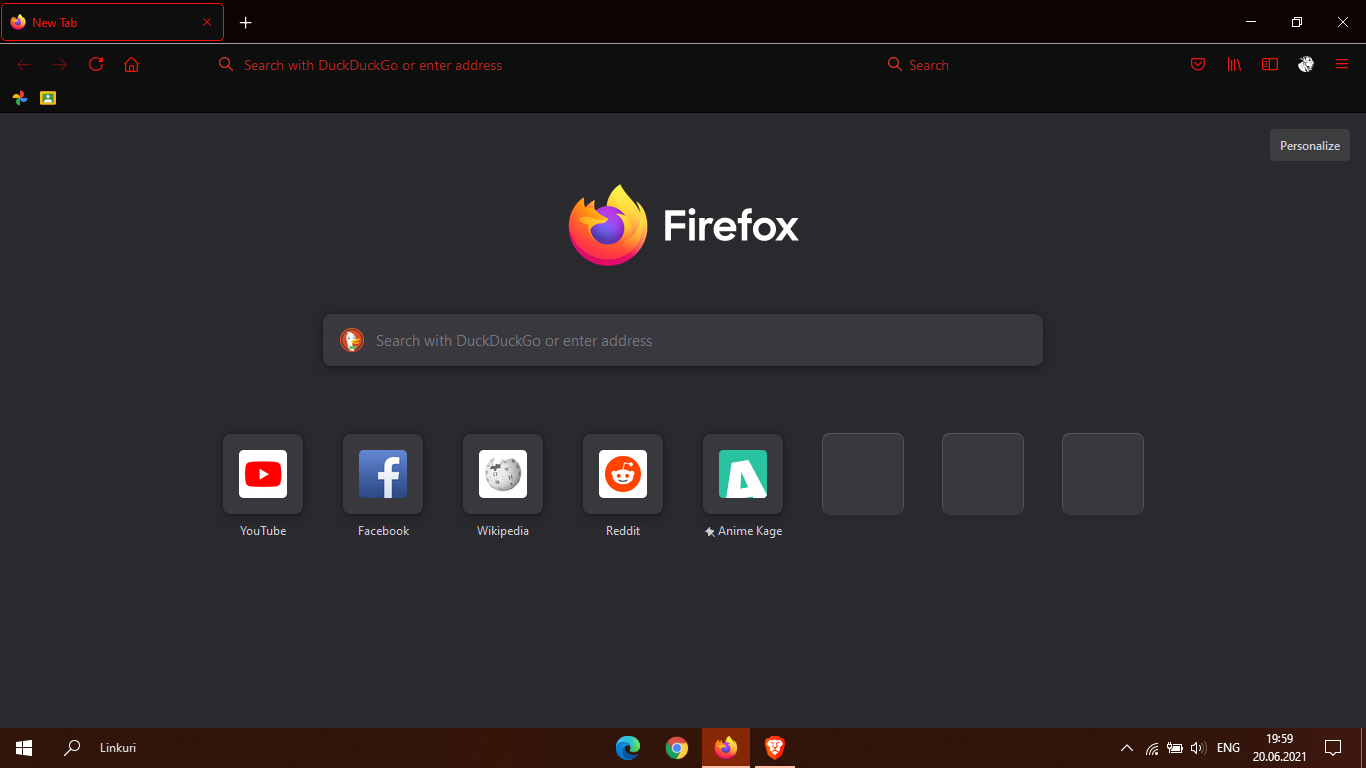 New Tab
Search with DuckDuckGo or enter address
Search
Personalize
Firefox
Search with DuckDuckGo or enter address
YouTube
Facebook
Wikipedia
Reddit
Anime Kage
Linkuri
ENG
19:59
20.06.2021